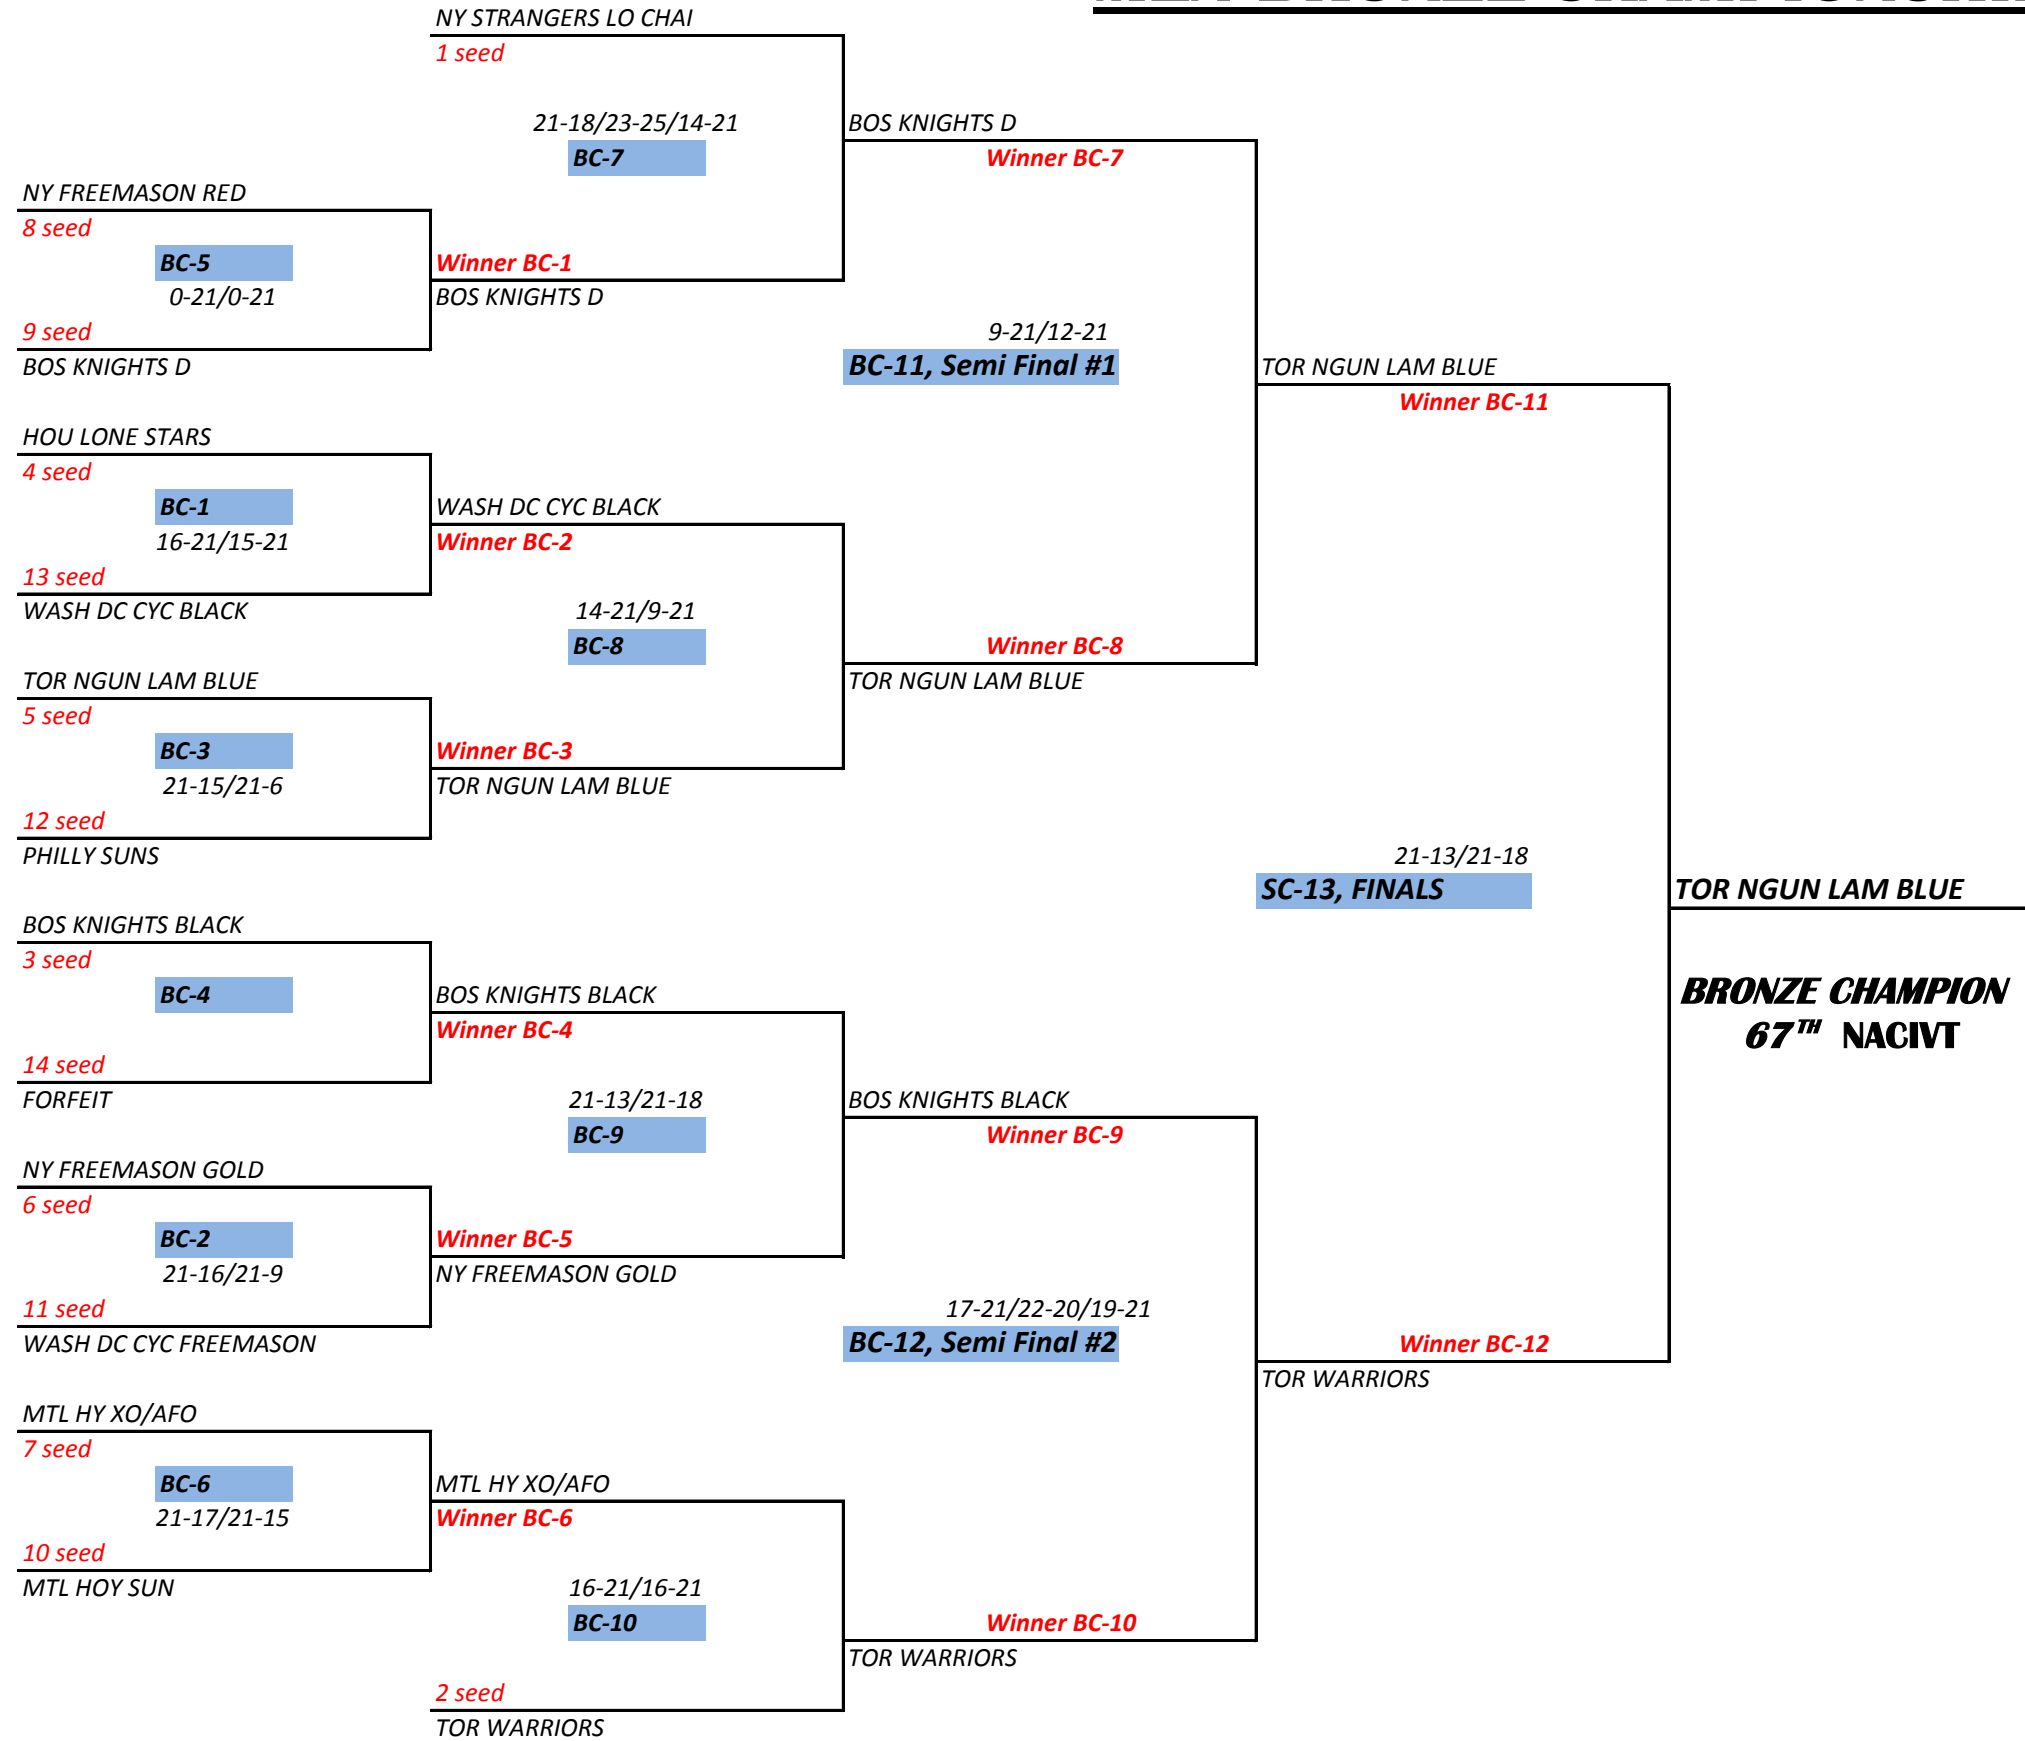 MEN BRONZE CHAMPIONSHIP
NY STRANGERS LO CHAI
1 seed
21-18/23-25/14-21
BC-7
BOS KNIGHTS D
Winner BC-7
NY FREEMASON RED
8 seed
BC-5
0-21/0-21
9 seed
BOS KNIGHTS D
Winner BC-1
BOS KNIGHTS D
9-21/12-21
BC-11, Semi Final #1
TOR NGUN LAM BLUE
Winner BC-11
HOU LONE STARS
4 seed
BC-1
16-21/15-21
13 seed
WASH DC CYC BLACK
WASH DC CYC BLACK
Winner BC-2
14-21/9-21
BC-8
Winner BC-8
TOR NGUN LAM BLUE
TOR NGUN LAM BLUE
5 seed
BC-3
21-15/21-6
12 seed
PHILLY SUNS
Winner BC-3
TOR NGUN LAM BLUE
21-13/21-18
SC-13, FINALS
TOR NGUN LAM BLUE
BRONZE CHAMPION
67TH NACIVT
BOS KNIGHTS BLACK
3 seed
BC-4
14 seed
FORFEIT
BOS KNIGHTS BLACK
Winner BC-4
21-13/21-18
BC-9
BOS KNIGHTS BLACK
Winner BC-9
NY FREEMASON GOLD
6 seed
BC-2
21-16/21-9
11 seed
WASH DC CYC FREEMASON
Winner BC-5
NY FREEMASON GOLD
17-21/22-20/19-21
BC-12, Semi Final #2
Winner BC-12
TOR WARRIORS
MTL HY XO/AFO
7 seed
BC-6
21-17/21-15
10 seed
MTL HOY SUN
MTL HY XO/AFO
Winner BC-6
16-21/16-21
BC-10
Winner BC-10
TOR WARRIORS
2 seed
TOR WARRIORS